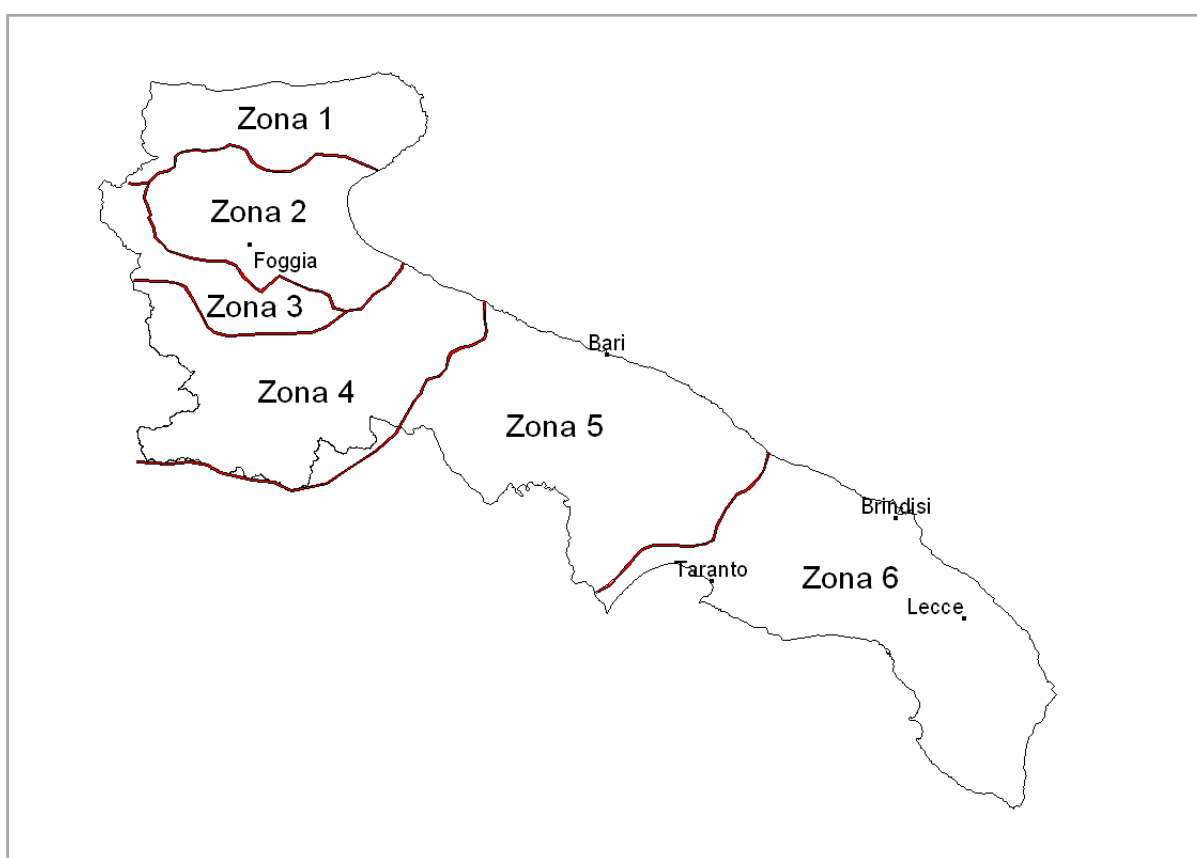 Zona 1
Zona 2
Foggia
Zona 3
Bari
Zona 4
Zona 5
Brindisi
Taranto
Zona 6
Lecce